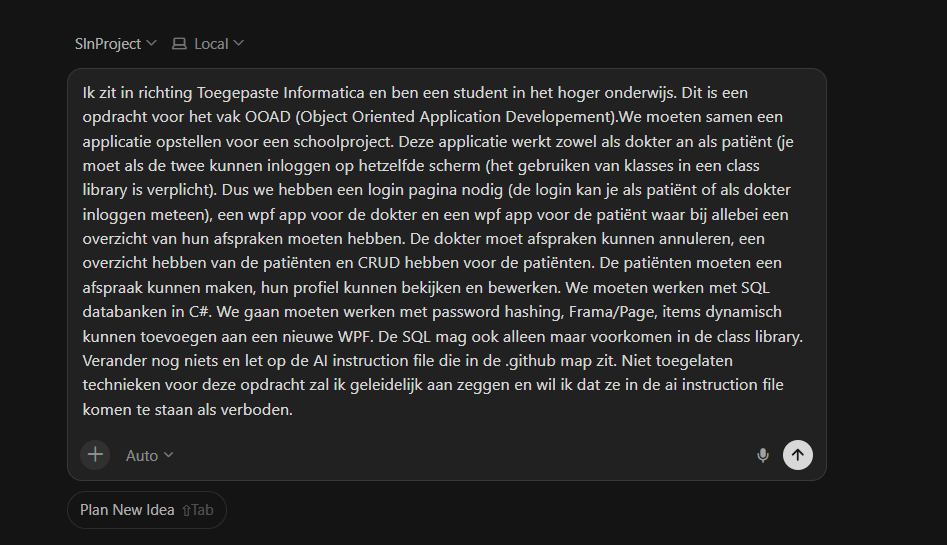 SInProject Local
Ik zit in richting Toegepaste Informatica en ben een student in het hoger onderwijs. Dit is een
opdracht voor het vak OOAD (Object Oriented Application Developement).We moeten samen een
applicatie opstellen voor een schoolproject. Deze applicatie werkt zowel als dokter an als patiënt (je
moet als de twee kunnen inloggen op hetzelfde scherm (het gebruiken van klasses in een class
library is verplicht). Dus we hebben een login pagina nodig (de login kan je als patiënt of als dokter
inloggen meteen), een wpf app voor de dokter en een wpf app voor de patiënt waar bij allebei een
overzicht van hun afspraken moeten hebben. De dokter moet afspraken kunnen annuleren, een
overzicht hebben van de patiënten en CRUD hebben voor de patiënten. De patiënten moeten een
afspraak kunnen maken, hun profiel kunnen bekijken en bewerken. We moeten werken met SQL
databanken in C#. We gaan moeten werken met password hashing, Frama/Page, items dynamisch
kunnen toevoegen aan een nieuwe WPF. De SQL mag ook alleen maar voorkomen in de class library.
Verander nog niets en let op de AI instruction file die in de .github map zit. Niet toegelaten
technieken voor deze opdracht zal ik geleidelijk aan zeggen en wil ik dat ze in de ai instruction file
komen te staan als verboden.
Auto
Plan New Idea ⇧Tab